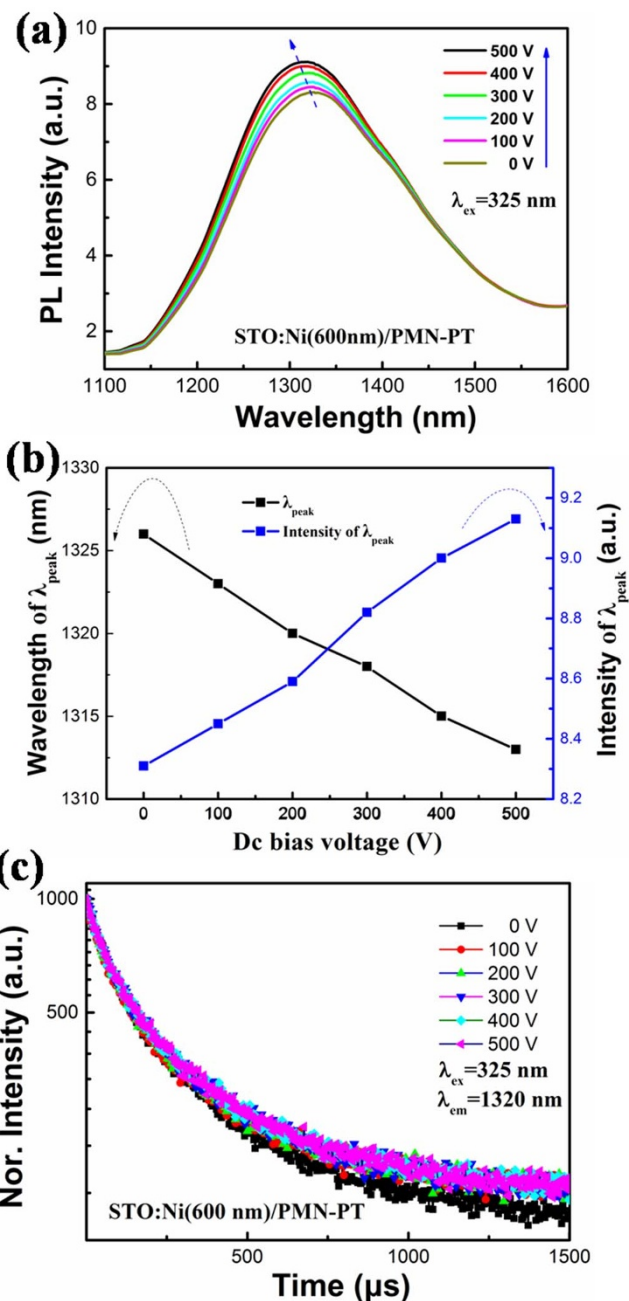 (a)
10
8
6
4
2
PL Intensity (a.u.)
500 V
400 V
300 V
200 V
100 V
0 V
λex=325 nm
STO:Ni(600nm)/PMN-PT
1100 1200 1300 1400 1500 1600
Wavelength (nm)
(b)
1330
1325
1320
1315
1310
Wavelength of λpeak (nm)
λpeak
Intensity of λpeak
9.2
9.0
8.8
8.6
8.4
8.2
Intensity of λpeak (a.u.)
0 100 200 300 400 500
Dc bias voltage (V)
(c)
1000
500
Nor. Intensity (a.u.)
0 V
100 V
200 V
300 V
400 V
500 V
λex=325 nm
λem=1320 nm
STO:Ni(600 nm)/PMN-PT
500 1000 1500
Time (μs)